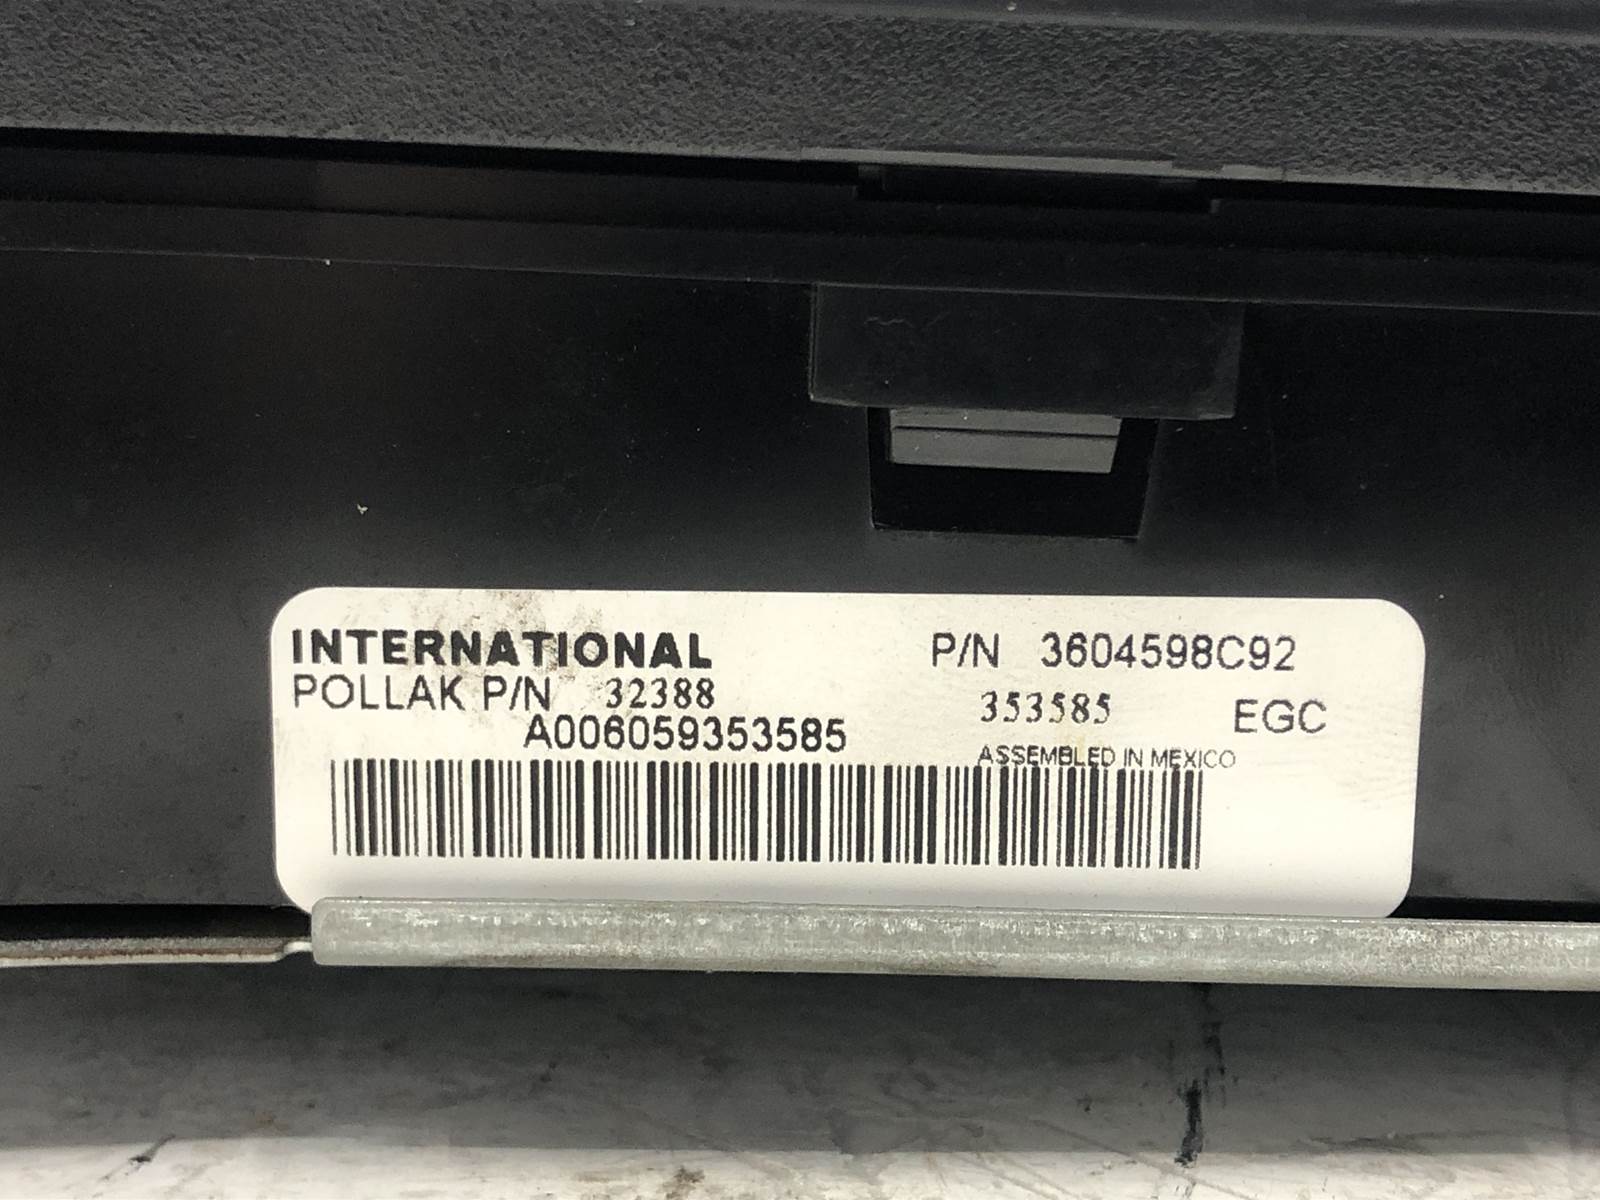 INTERNATIONAL P/N 3604598C92
POLLAK P/N 32388 353585 EGC
A006059353585
ASSEMBLED IN MEXICO